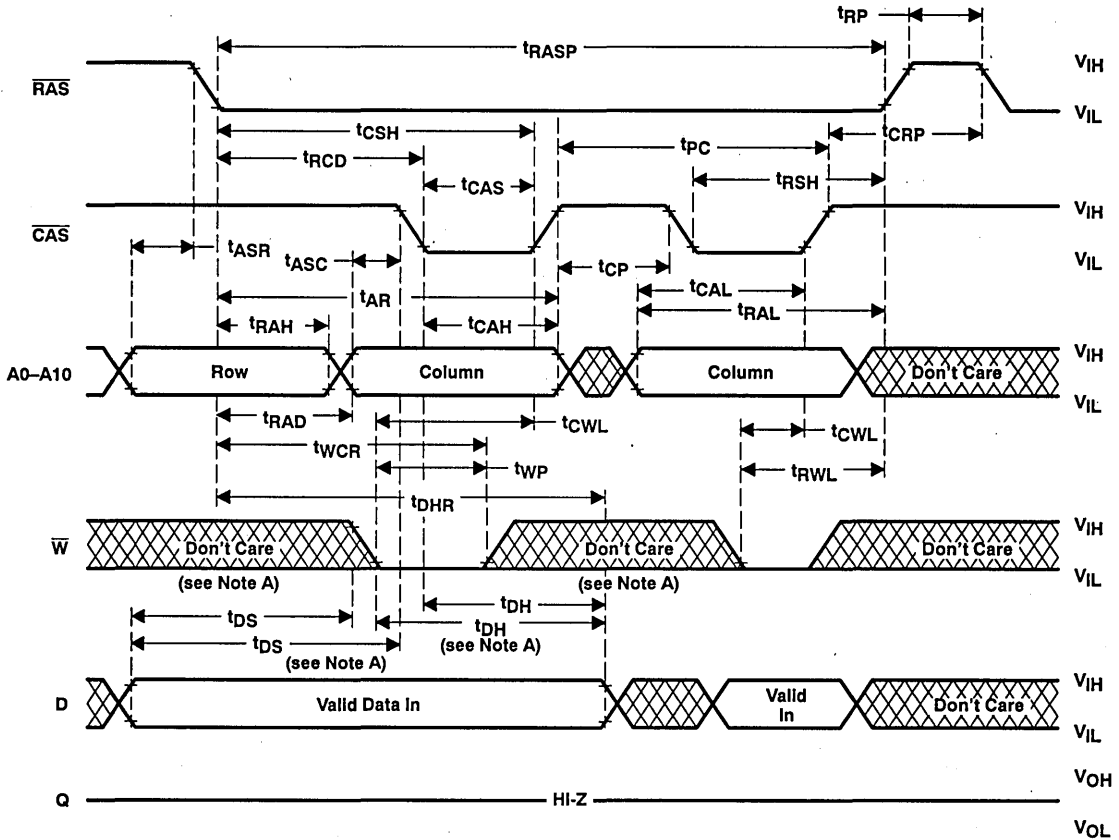 tRP
tRASP
RAS
VIH
VIL
tCSH
tCRP
tRCD
tPC
tCAS
tRSH
CAS
VIH
VIL
tASR
tASC
tCP
tCAL
tAR
tRAL
tRAH
tCAH
A0–A10
Row
Column
Column
Don't Care
VIH
VIL
tRAD
tCWL
tCWL
tWCR
tWP
tRWL
tDHR
W
Don't Care
(see Note A)
Don't Care
(see Note A)
Don't Care
VIH
VIL
tDH
tDS
tDH
(see Note A)
tDS
(see Note A)
D
Valid Data In
Valid
In
Don't Care
VIH
VIL
Q
HI-Z
VOH
VOL